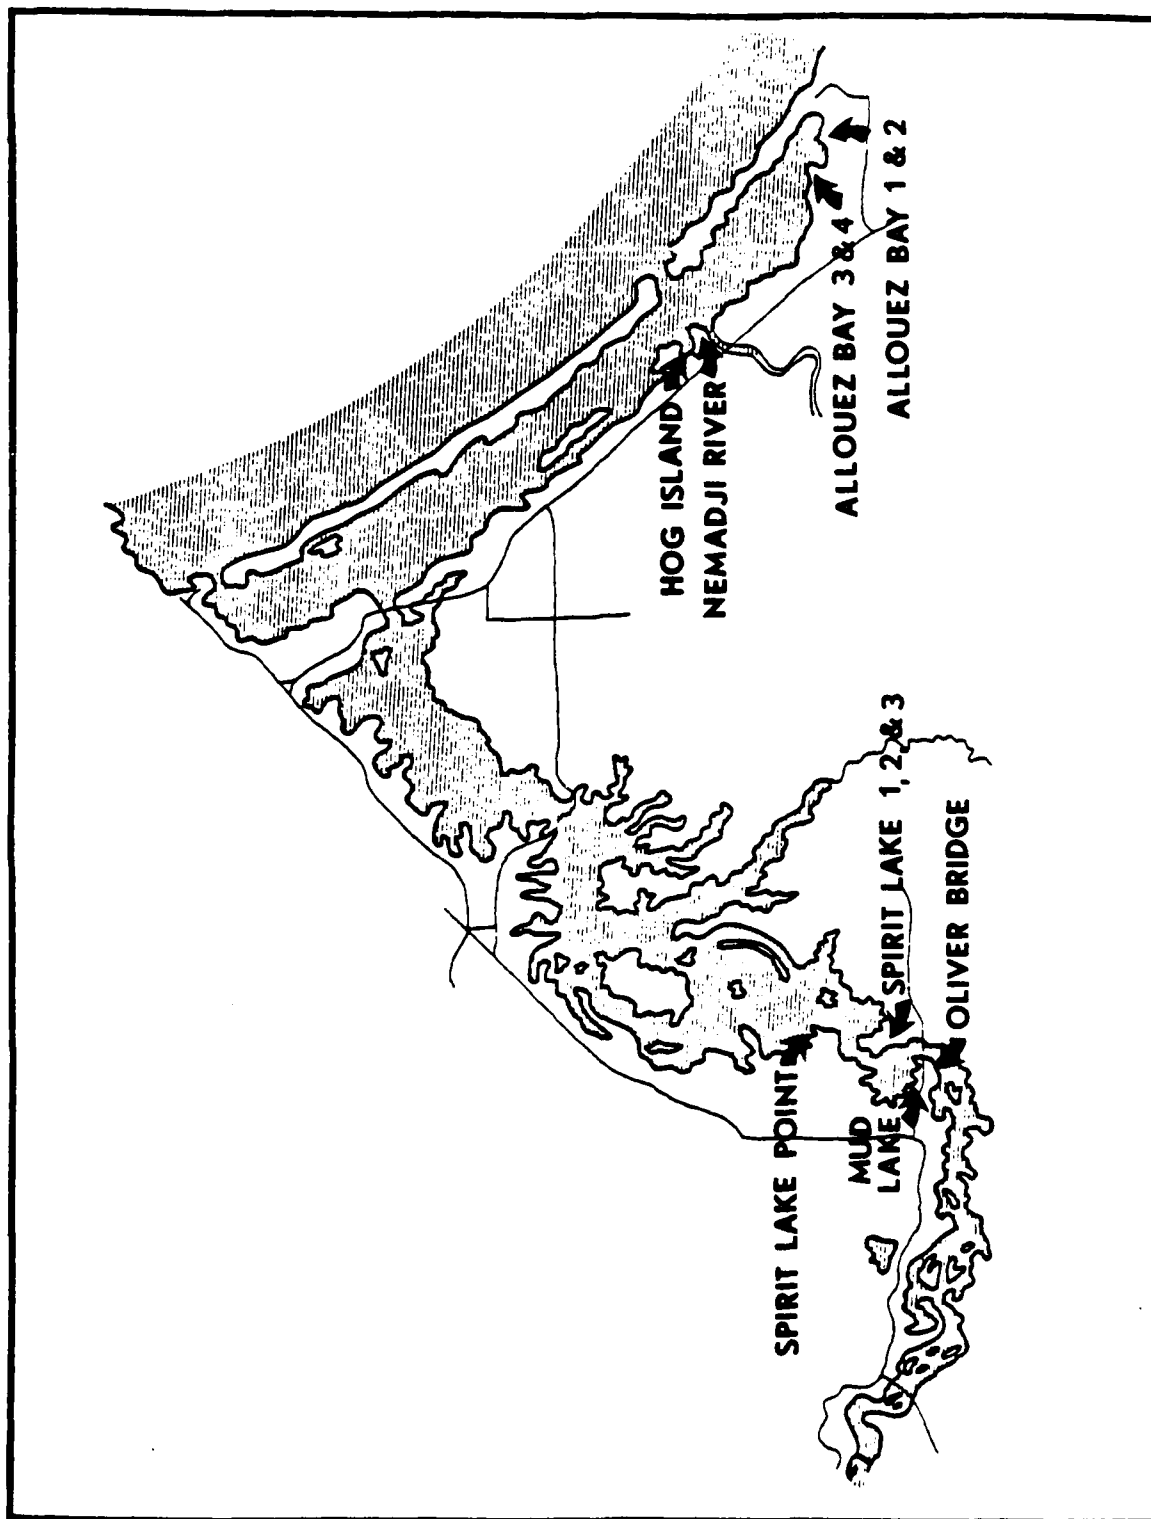 HOG ISLAND
NEMADJI RIVER
ALLOUEZ BAY 3 & 4
ALLOUEZ BAY 1 & 2
SPIRIT LAKE POINT
MUD
LAKE
SPIRIT LAKE 1, 2 & 3
OLIVER BRIDGE